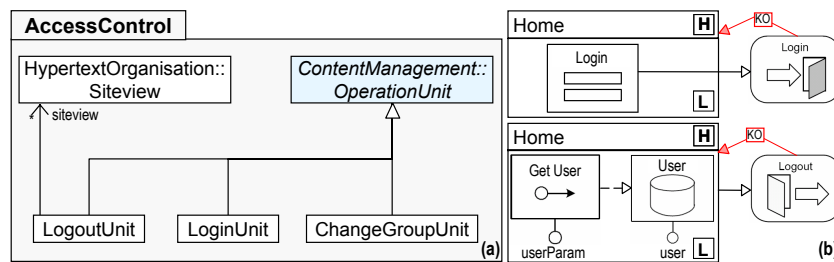 AccessControl
HypertextOrganisation::
Siteview
ContentManagement::
OperationUnit
* siteview
LogoutUnit
LoginUnit
ChangeGroupUnit
(a)
Home
H
KO
Login
Login
L
Home
H
KO
Get User
User
Logout
userParam
user
L
(b)